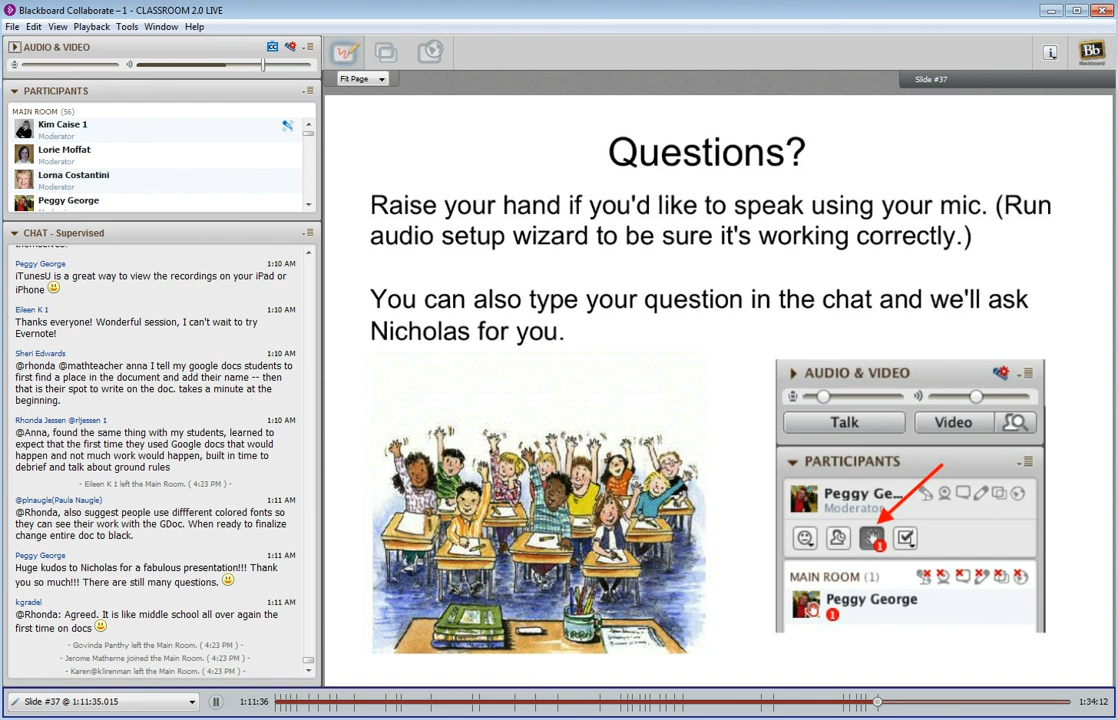 Blackboard Collaborate – 1 - CLASSROOM 2.0 LIVE
File Edit View Playback Tools Window Help
AUDIO & VIDEO
PARTICIPANTS
MAIN ROOM (56)
Kim Caise 1
Moderator
Lorie Moffat
Moderator
Lorna Costantini
Moderator
Peggy George
CHAT - Supervised
themselves!
Peggy George 1:10 AM
iTunesU is a great way to view the recordings on your iPad or
iPhone
Eileen K 1 1:10 AM
Thanks everyone! Wonderful session, I can't wait to try
Evernote!
Sheri Edwards 1:10 AM
@rhonda @mathteacher anna I tell my google docs students to
first find a place in the document and add their name -- then
that is their spot to write on the doc. takes a minute at the
beginning.
Rhonda Jessen @rljessen 1 1:10 AM
@Anna, found the same thing with my students, learned to
expect that the first time they used Google docs that would
happen and not much work would happen, built in time to
debrief and talk about ground rules
- Eileen K 1 left the Main Room. ( 4:23 PM ) -
@plnaugle(Paula Naugle) 1:11 AM
@Rhonda, also suggest people use different colored fonts so
they can see their work with the GDoc. When ready to finalize
change entire doc to black.
Peggy George 1:11 AM
Huge kudos to Nicholas for a fabulous presentation!!! Thank
you so much!!! There are still many questions.
kgradel 1:11 AM
@Rhonda: Agreed. It is like middle school all over again the
first time on docs
- Govinda Panthy left the Main Room. ( 4:23 PM ) -
- Jerome Matherne joined the Main Room. ( 4:23 PM ) -
- Karen@klirenman left the Main Room. ( 4:23 PM ) -
Fit Page
Slide #37
Bb
Blackboard
Questions?
Raise your hand if you'd like to speak using your mic. (Run
audio setup wizard to be sure it's working correctly.)
You can also type your question in the chat and we'll ask
Nicholas for you.
AUDIO & VIDEO
Talk Video
PARTICIPANTS
Peggy Ge...
Moderator
1
MAIN ROOM (1)
Peggy George
1
Slide #37 @ 1:11:35.015
1:11:36
1:34:12